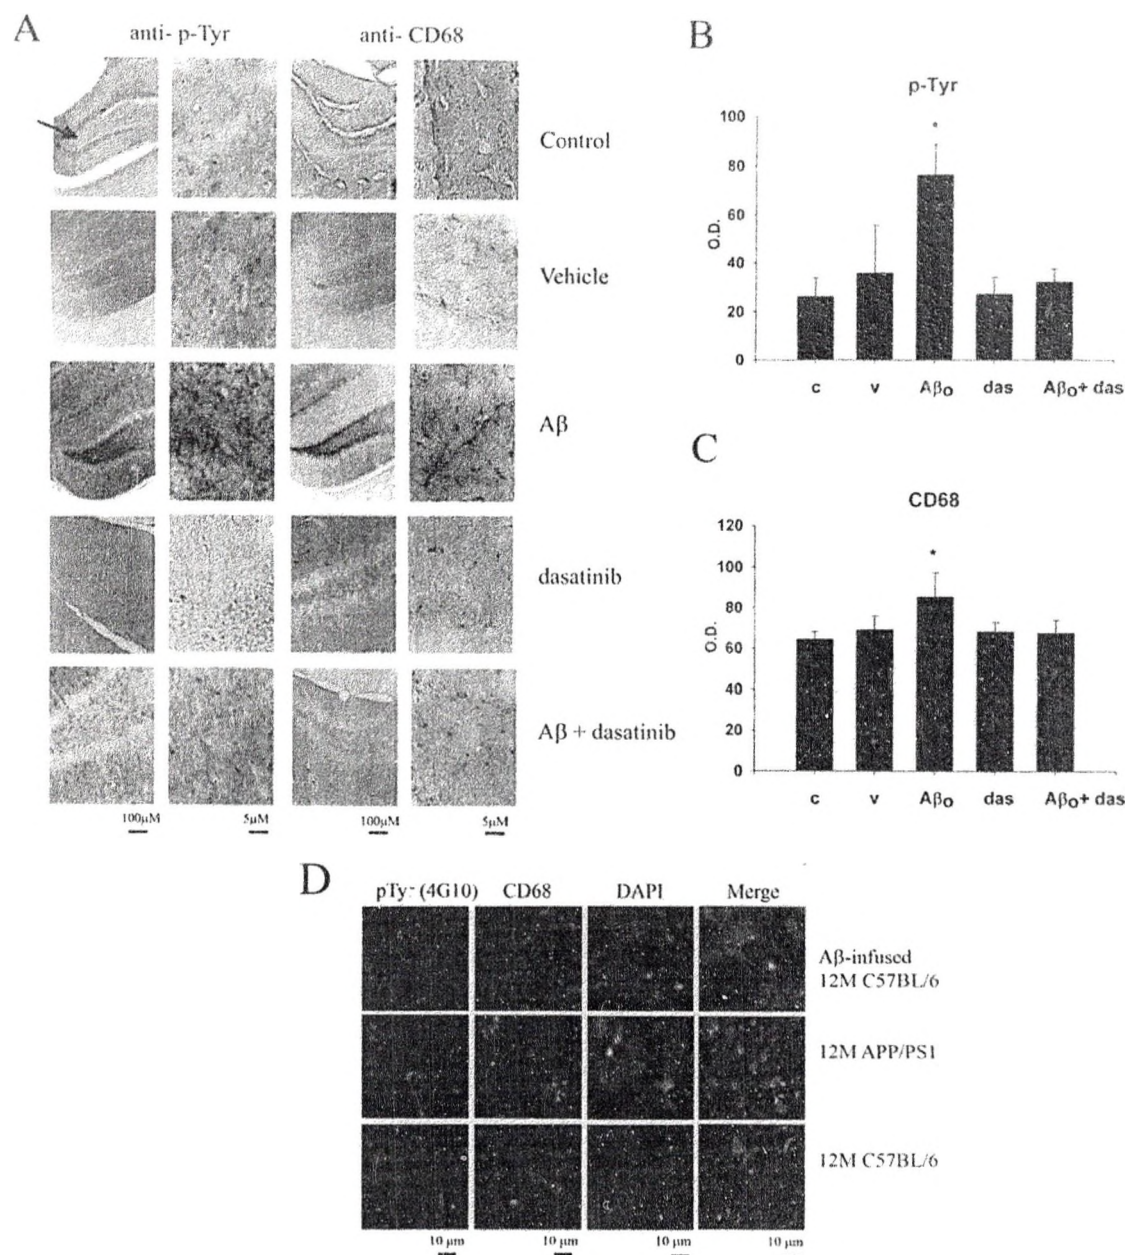 A
anti- p-Tyr
anti- CD68
Control
Vehicle
Aβ
dasatinib
Aβ + dasatinib
100μM
5μM
100μM
5μM
B
p-Tyr
100
80
60
40
20
0
O.D.
*
c
v
Aβo
das
Aβo+ das
C
CD68
120
100
80
60
40
20
0
O.D.
*
c
v
Aβo
das
Aβo+ das
D
pTyr (4G10)
CD68
DAPI
Merge
Aβ-infused
12M C57BL/6
12M APP/PS1
12M C57BL/6
10 μm
10 μm
10 μm
10 μm